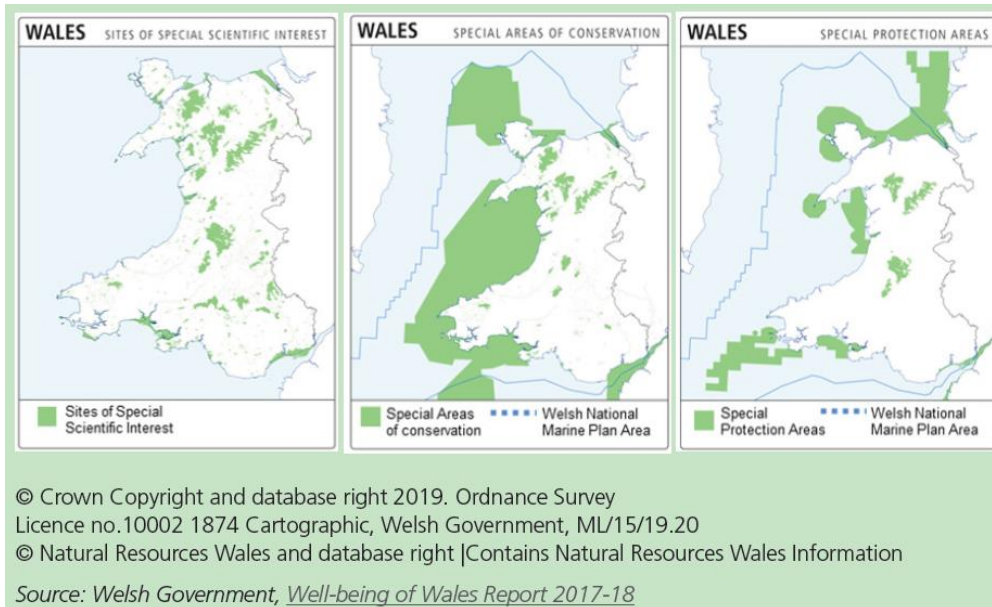 WALES SITES OF SPECIAL SCIENTIFIC INTEREST
Sites of Special
Scientific Interest
WALES SPECIAL AREAS OF CONSERVATION
Special Areas
of conservation
Welsh National
Marine Plan Area
WALES SPECIAL PROTECTION AREAS
Special
Protection Areas
Welsh National
Marine Plan Area
© Crown Copyright and database right 2019. Ordnance Survey
Licence no.10002 1874 Cartographic, Welsh Government, ML/15/19.20
© Natural Resources Wales and database right |Contains Natural Resources Wales Information
Source: Welsh Government, Well-being of Wales Report 2017-18